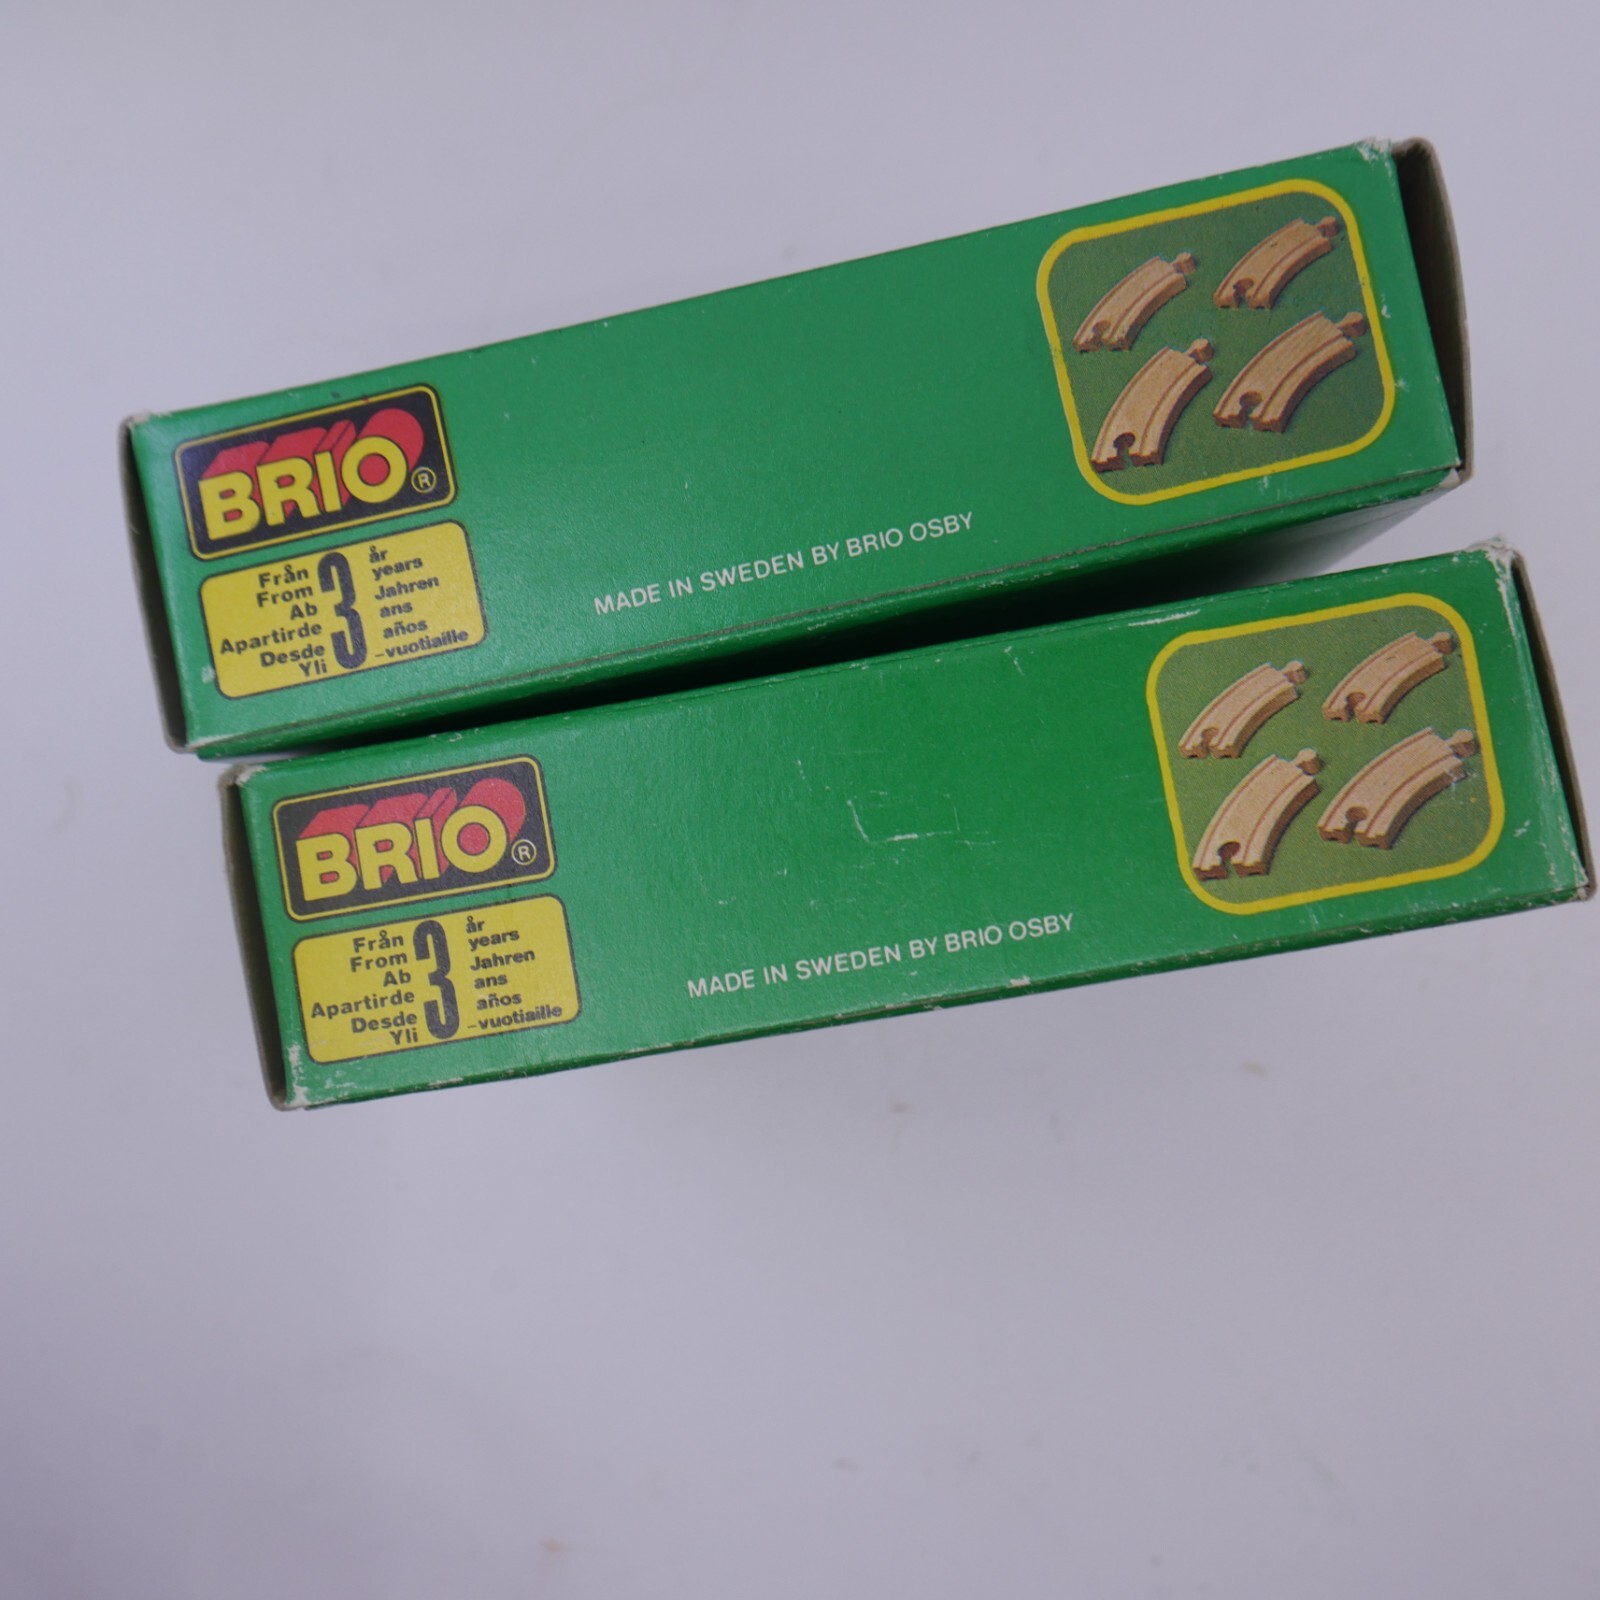 BRIO®
Från 3 år
From years
Ab Jahren
Apartirde ans
Desde años
Yli -vuotiaille
MADE IN SWEDEN BY BRIO OSBY
BRIO®
Från 3 år
From years
Ab Jahren
Apartirde ans
Desde años
Yli -vuotiaille
MADE IN SWEDEN BY BRIO OSBY